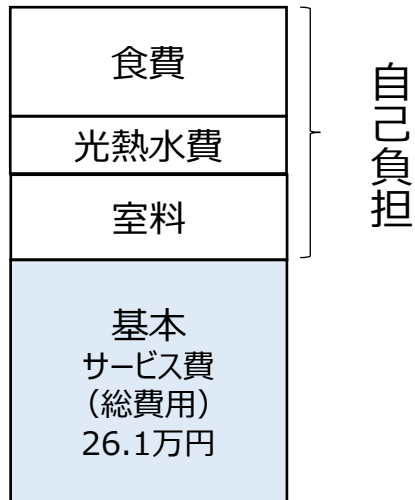 食費
光熱水費
室料
基本
サービス費
（総費用）
26.1万円
自己負担